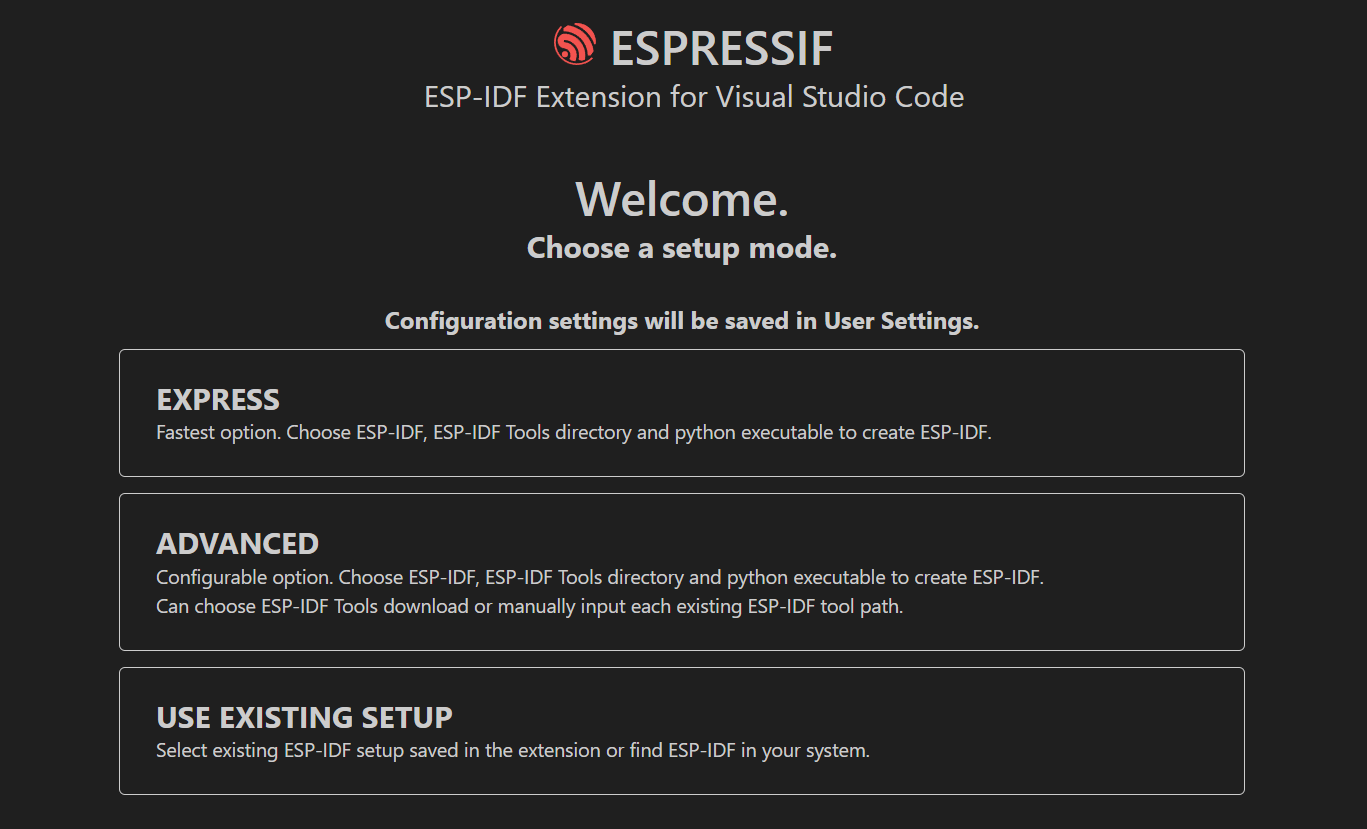 ESPRESSIF
ESP-IDF Extension for Visual Studio Code
Welcome.
Choose a setup mode.
Configuration settings will be saved in User Settings.
EXPRESS
Fastest option. Choose ESP-IDF, ESP-IDF Tools directory and python executable to create ESP-IDF.
ADVANCED
Configurable option. Choose ESP-IDF, ESP-IDF Tools directory and python executable to create ESP-IDF.
Can choose ESP-IDF Tools download or manually input each existing ESP-IDF tool path.
USE EXISTING SETUP
Select existing ESP-IDF setup saved in the extension or find ESP-IDF in your system.